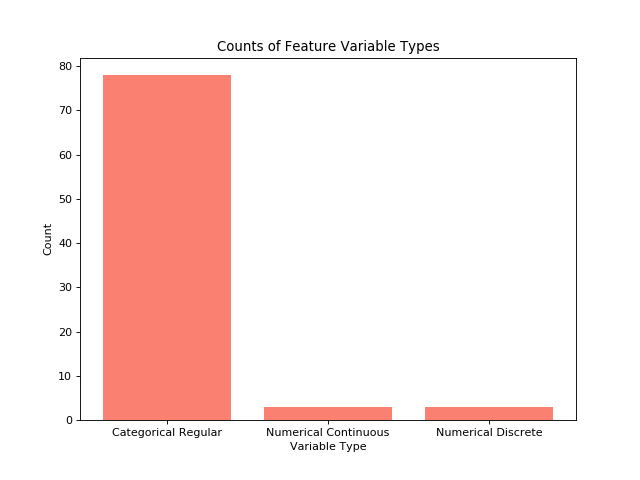 Counts of Feature Variable Types
80
70
60
50
40
30
20
10
0
Count
Categorical Regular
Numerical Continuous
Numerical Discrete
Variable Type